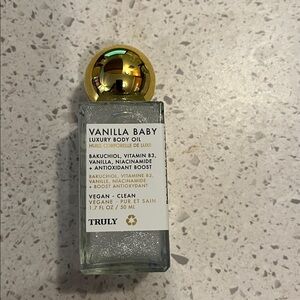 VANILLA BABY
LUXURY BODY OIL
HUILE CORPORELLE DE LUXE
BAKUCHIOL, VITAMIN B3,
VANILLA, NIACINAMIDE
+ ANTIOXIDANT BOOST
BAKUCHIOL, VITAMINE B3,
VANILLE, NIACINAMIDE
+ BOOST ANTIOXYDANT
VEGAN - CLEAN
VEGANE - PUR ET SAIN
1.7 FL OZ / 50 ML
TRULY